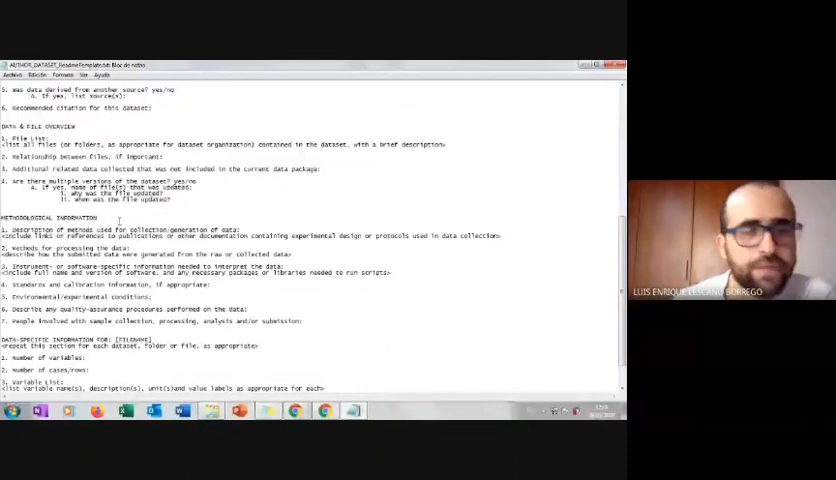 AUTHOR_DATASET_ReadmeTemplate.txt: Bloc de notas
Archivo Edición Formato Ver Ayuda
5. Was data derived from another source? yes/no
A. If yes, list source(s):
6. Recommended citation for this dataset:
DATA & FILE OVERVIEW
1. File List:
<list all files (or folders, as appropriate for dataset organization) contained in the dataset, with a brief description>
2. Relationship between files, if important:
3. Additional related data collected that was not included in the current data package:
4. Are there multiple versions of the dataset? yes/no
A. If yes, name of file(s) that was updated:
i. Why was the file updated?
ii. When was the file updated?
METHODOLOGICAL INFORMATION
1. Description of methods used for collection/generation of data:
<include links or references to publications or other documentation containing experimental design or protocols used in data collection>
2. Methods for processing the data:
<describe how the submitted data were generated from the raw or collected data>
3. Instrument- or software-specific information needed to interpret the data:
<include full name and version of software, and any necessary packages or libraries needed to run scripts>
4. Standards and calibration information, if appropriate:
5. Environmental/experimental conditions:
6. Describe any quality-assurance procedures performed on the data:
7. People involved with sample collection, processing, analysis and/or submission:
DATA-SPECIFIC INFORMATION FOR: [FILENAME]
<repeat this section for each dataset, folder or file, as appropriate>
1. Number of variables:
2. Number of cases/rows:
3. Variable List:
<list variable name(s), description(s), unit(s)and value labels as appropriate for each>
LUIS ENRIQUE LESCANO BORREGO